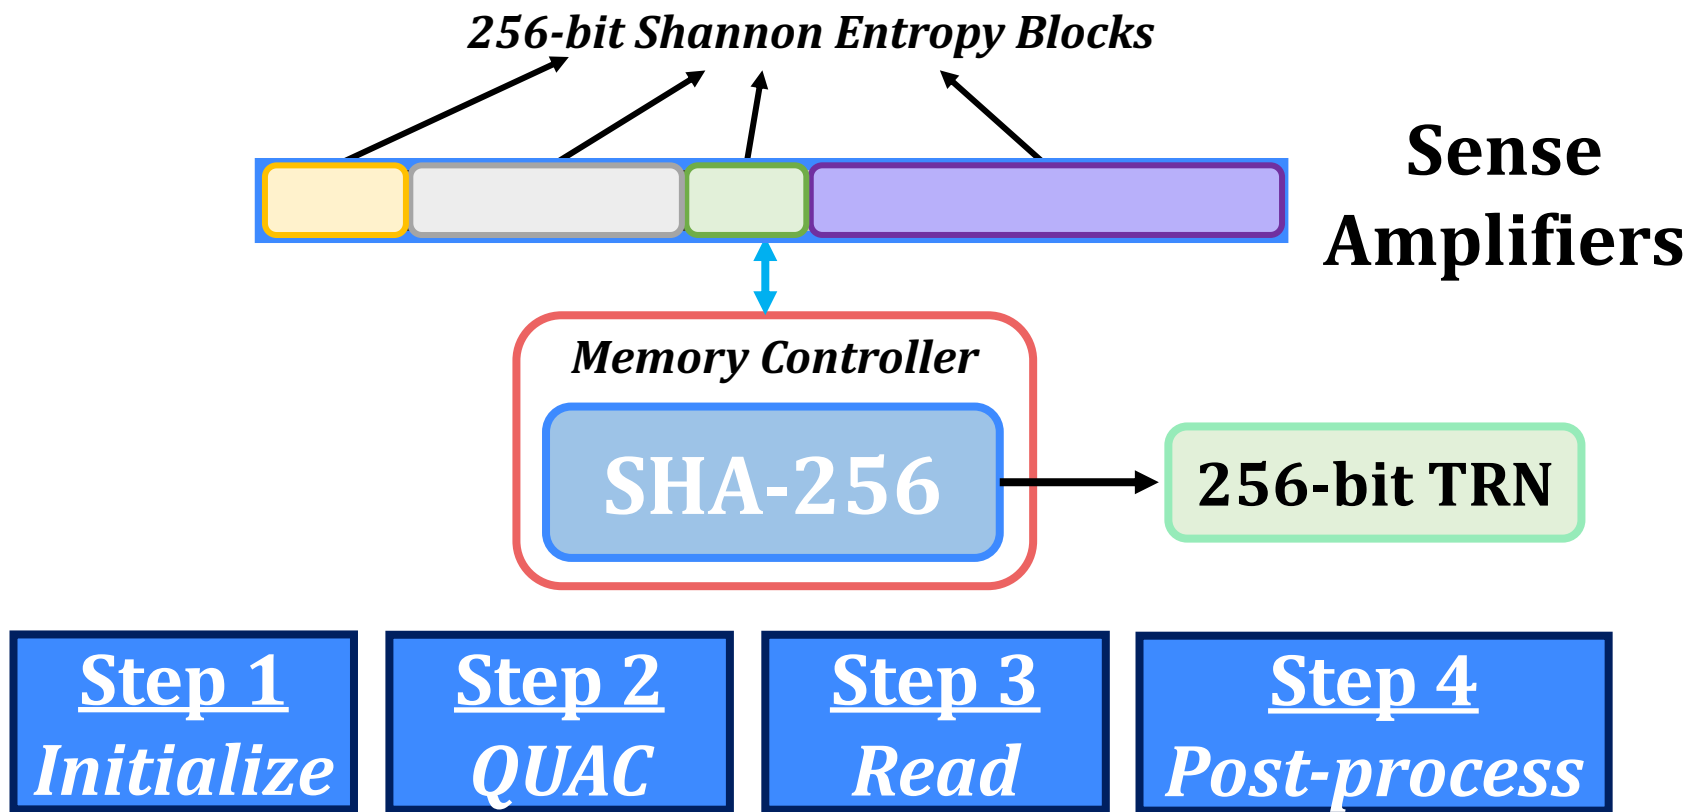 256-bit Shannon Entropy Blocks
Sense
Amplifiers
Memory Controller
SHA-256
256-bit TRN
Step 1
Initialize
Step 2
QUAC
Step 3
Read
Step 4
Post-process